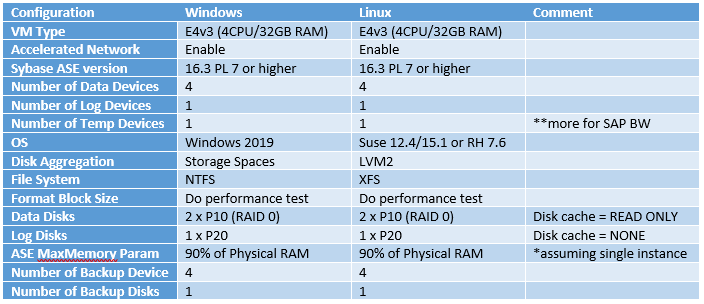 Configuration Windows Linux Comment
VM Type E4v3 (4CPU/32GB RAM) E4v3 (4CPU/32GB RAM)
Accelerated Network Enable Enable
Sybase ASE version 16.3 PL 7 or higher 16.3 PL 7 or higher
Number of Data Devices 4 4
Number of Log Devices 1 1
Number of Temp Devices 1 1 **more for SAP BW
OS Windows 2019 Suse 12.4/15.1 or RH 7.6
Disk Aggregation Storage Spaces LVM2
File System NTFS XFS
Format Block Size Do performance test Do performance test
Data Disks 2 x P10 (RAID 0) 2 x P10 (RAID 0) Disk cache = READ ONLY
Log Disks 1 x P20 1 x P20 Disk cache = NONE
ASE MaxMemory Param 90% of Physical RAM 90% of Physical RAM *assuming single instance
Number of Backup Device 4 4
Number of Backup Disks 1 1